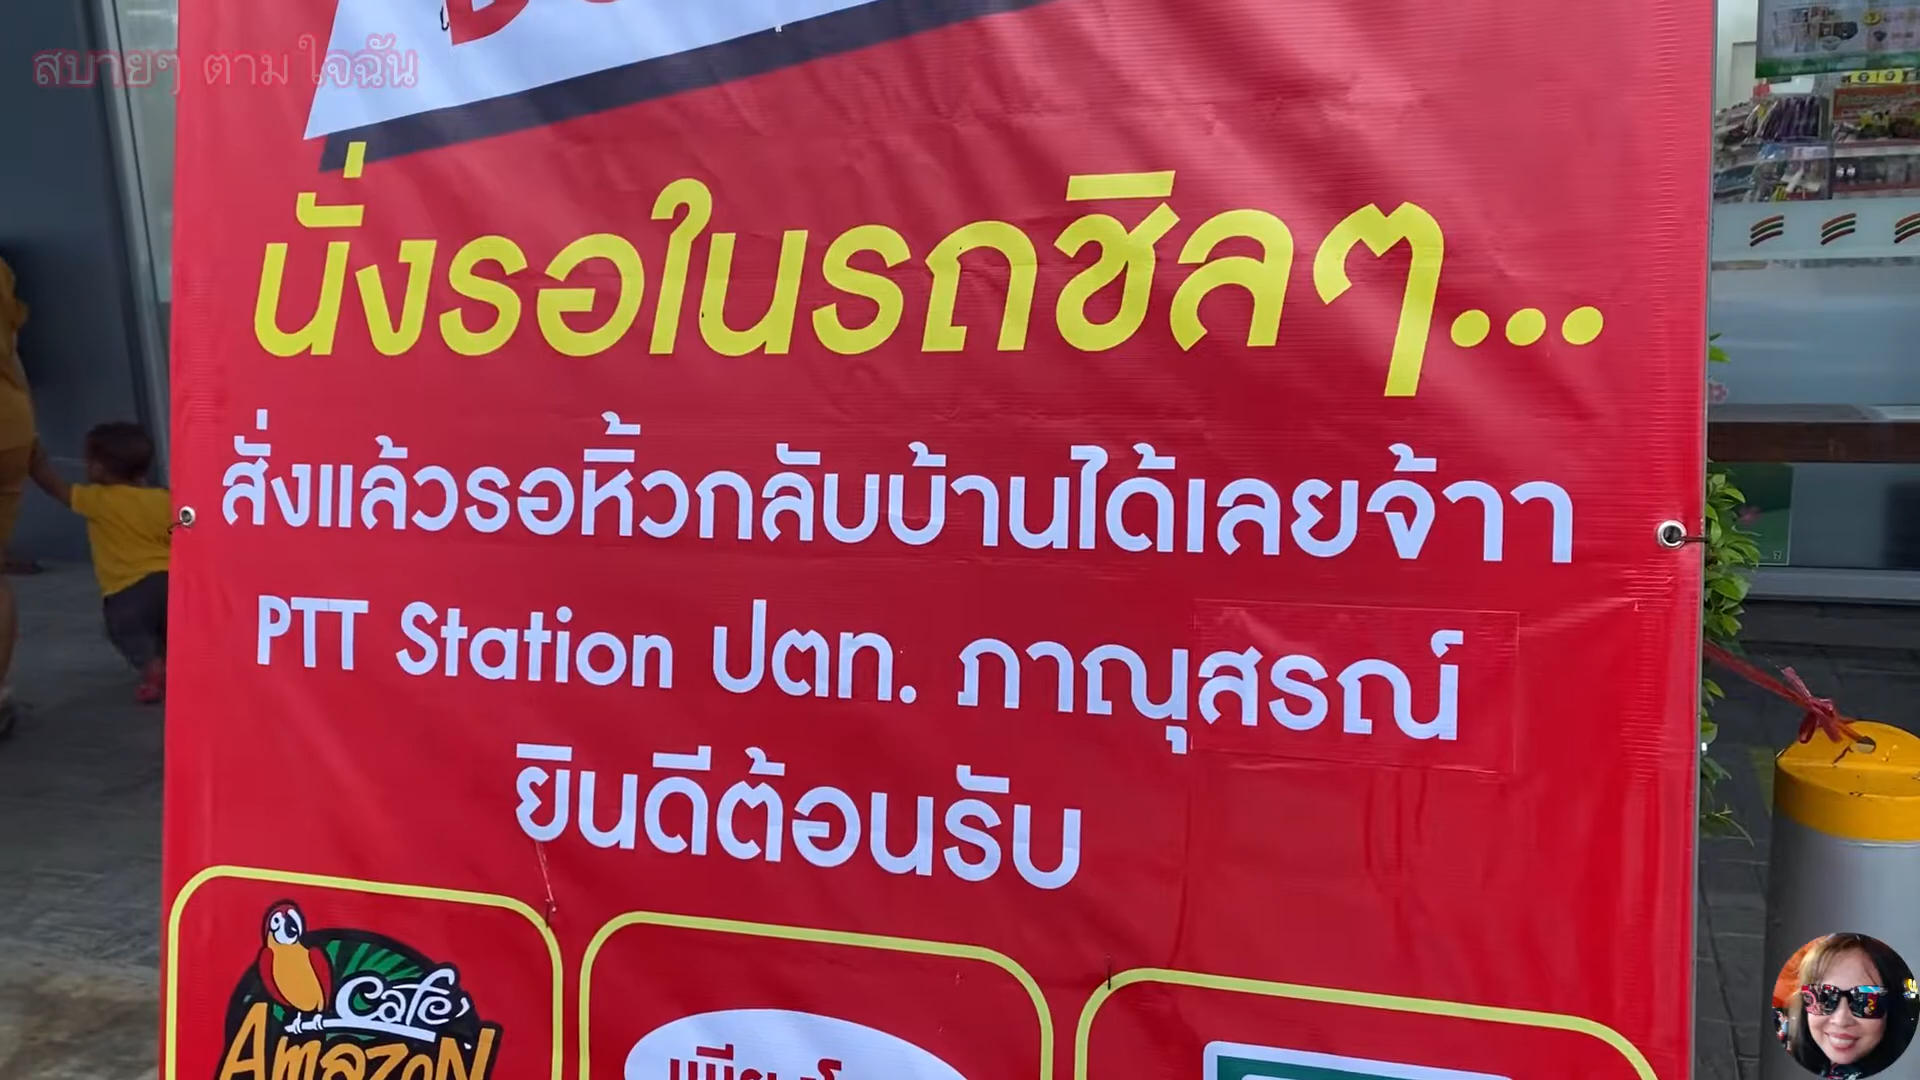 สบายๆ ตามใจฉัน
นั่งรอในรถชิลๆ...
สั่งแล้วรอหิ้วกลับบ้านได้เลยจ้าา
PTT Station ปตท. ภาณุสรณ์
ยินดีต้อนรับ
Café
Amazon